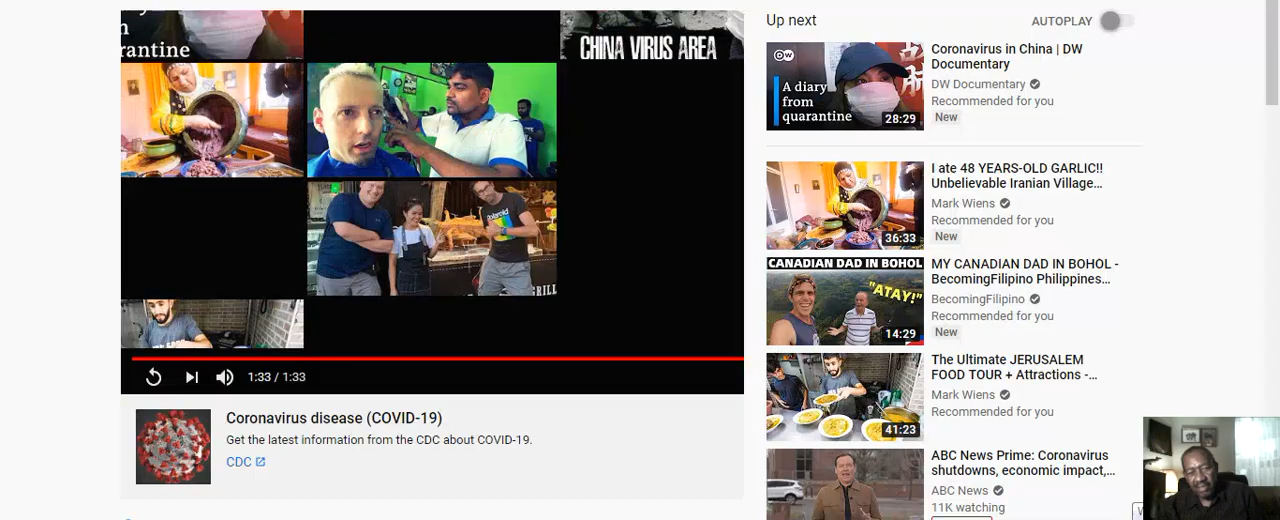 n
rantine
CHINA VIRUS AREA
GRILL
1:33 / 1:33
Coronavirus disease (COVID-19)
Get the latest information from the CDC about COVID-19.
CDC
Up next
AUTOPLAY
DW
A diary
from
quarantine
28:29
Coronavirus in China | DW
Documentary
DW Documentary
Recommended for you
New
36:33
I ate 48 YEARS-OLD GARLIC!!
Unbelievable Iranian Village...
Mark Wiens
Recommended for you
New
CANADIAN DAD IN BOHOL
"ATAY!"
14:29
MY CANADIAN DAD IN BOHOL -
BecomingFilipino Philippines...
BecomingFilipino
Recommended for you
New
41:23
The Ultimate JERUSALEM
FOOD TOUR + Attractions -...
Mark Wiens
Recommended for you
ABC News Prime: Coronavirus
shutdowns, economic impact,...
ABC News
11K watching